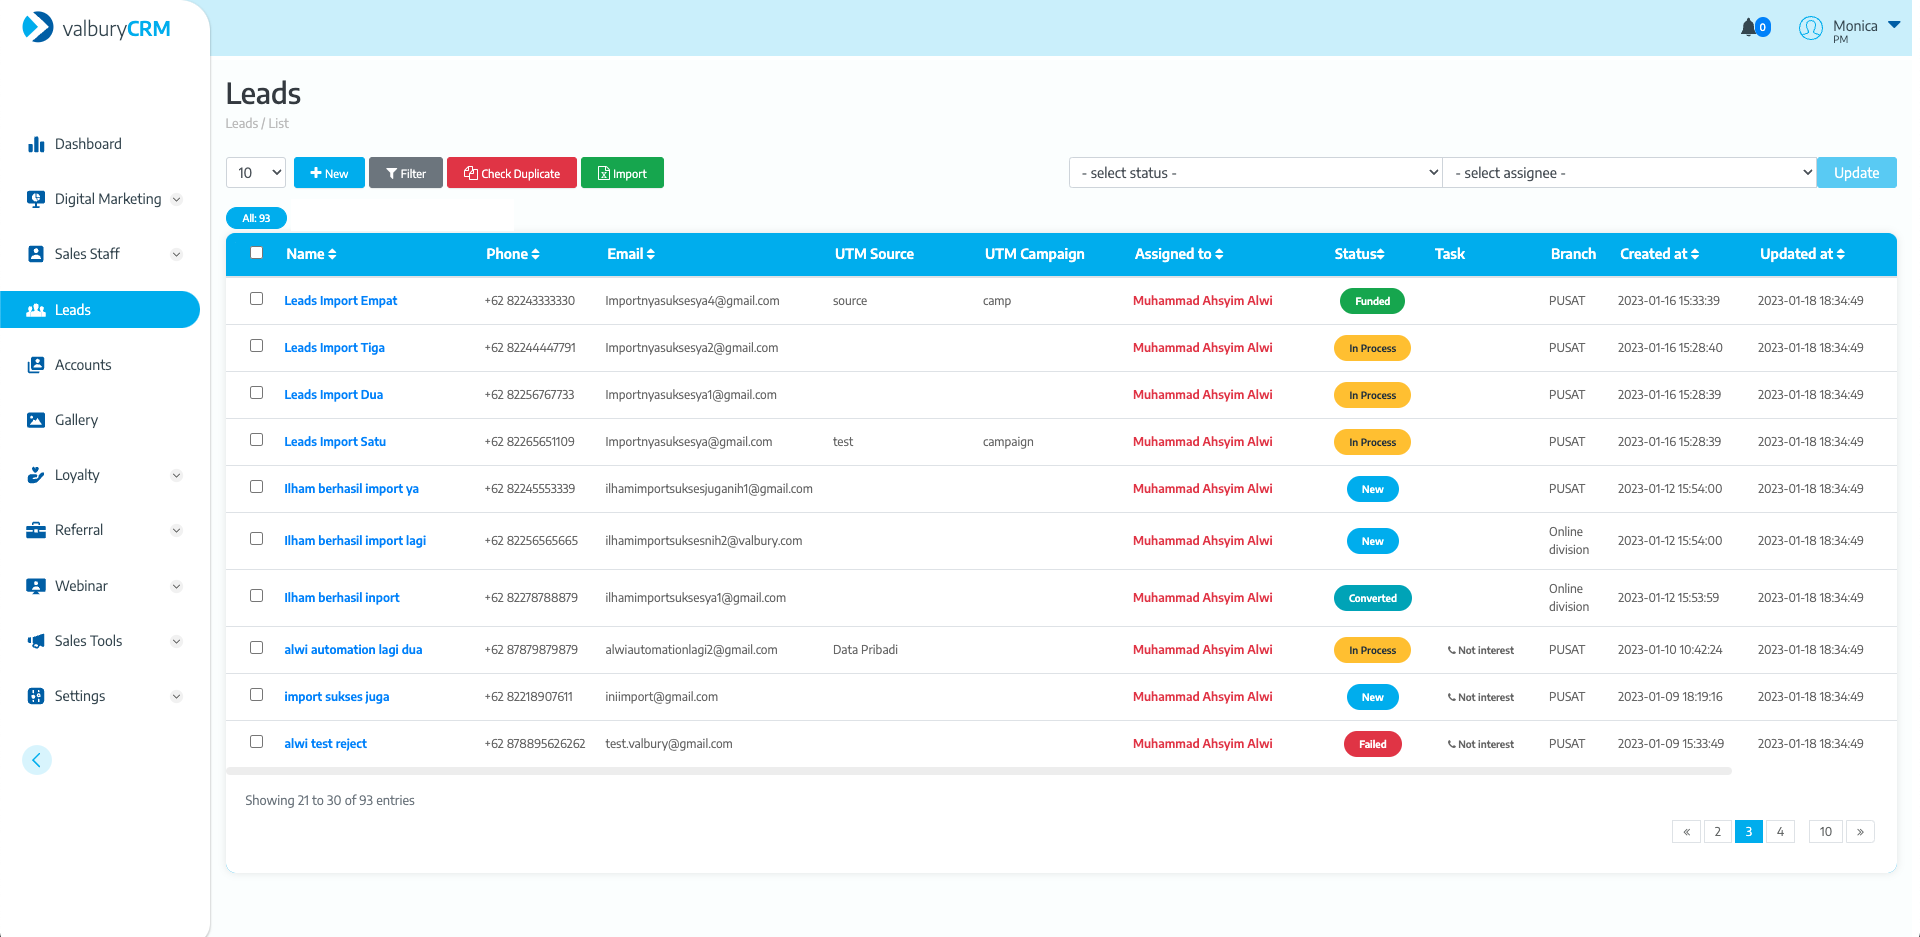 valburyCRM
0
Monica
PM
Dashboard
Digital Marketing
Sales Staff
Leads
Accounts
Gallery
Loyalty
Referral
Webinar
Sales Tools
Settings
Leads
Leads / List
10
New
Filter
Check Duplicate
Import
- select status -
- select assignee -
Update
All: 93
Name Phone Email UTM Source UTM Campaign Assigned to Status Task Branch Created at Updated at
Leads Import Empat +62 82243333330 Importnyasuksesya4@gmail.com source camp Muhammad Ahsyim Alwi Funded PUSAT 2023-01-16 15:33:39 2023-01-18 18:34:49
Leads Import Tiga +62 82244447791 Importnyasuksesya2@gmail.com Muhammad Ahsyim Alwi In Process PUSAT 2023-01-16 15:28:40 2023-01-18 18:34:49
Leads Import Dua +62 82256767733 Importnyasuksesya1@gmail.com Muhammad Ahsyim Alwi In Process PUSAT 2023-01-16 15:28:39 2023-01-18 18:34:49
Leads Import Satu +62 82265651109 Importnyasuksesya@gmail.com test campaign Muhammad Ahsyim Alwi In Process PUSAT 2023-01-16 15:28:39 2023-01-18 18:34:49
Ilham berhasil import ya +62 82245553339 ilhamimportsuksesjuganih1@gmail.com Muhammad Ahsyim Alwi New PUSAT 2023-01-12 15:54:00 2023-01-18 18:34:49
Ilham berhasil import lagi +62 82256565665 ilhamimportsuksesnih2@valbury.com Muhammad Ahsyim Alwi New Online division 2023-01-12 15:54:00 2023-01-18 18:34:49
Ilham berhasil inport +62 82278788879 ilhamimportsuksesya1@gmail.com Muhammad Ahsyim Alwi Converted Online division 2023-01-12 15:53:59 2023-01-18 18:34:49
alwi automation lagi dua +62 87879879879 alwiautomationlagi2@gmail.com Data Pribadi Muhammad Ahsyim Alwi In Process Not interest PUSAT 2023-01-10 10:42:24 2023-01-18 18:34:49
import sukses juga +62 82218907611 iniimport@gmail.com Muhammad Ahsyim Alwi New Not interest PUSAT 2023-01-09 18:19:16 2023-01-18 18:34:49
alwi test reject +62 878895626262 test.valbury@gmail.com Muhammad Ahsyim Alwi Failed Not interest PUSAT 2023-01-09 15:33:49 2023-01-18 18:34:49
Showing 21 to 30 of 93 entries
« 2 3 4 10 »